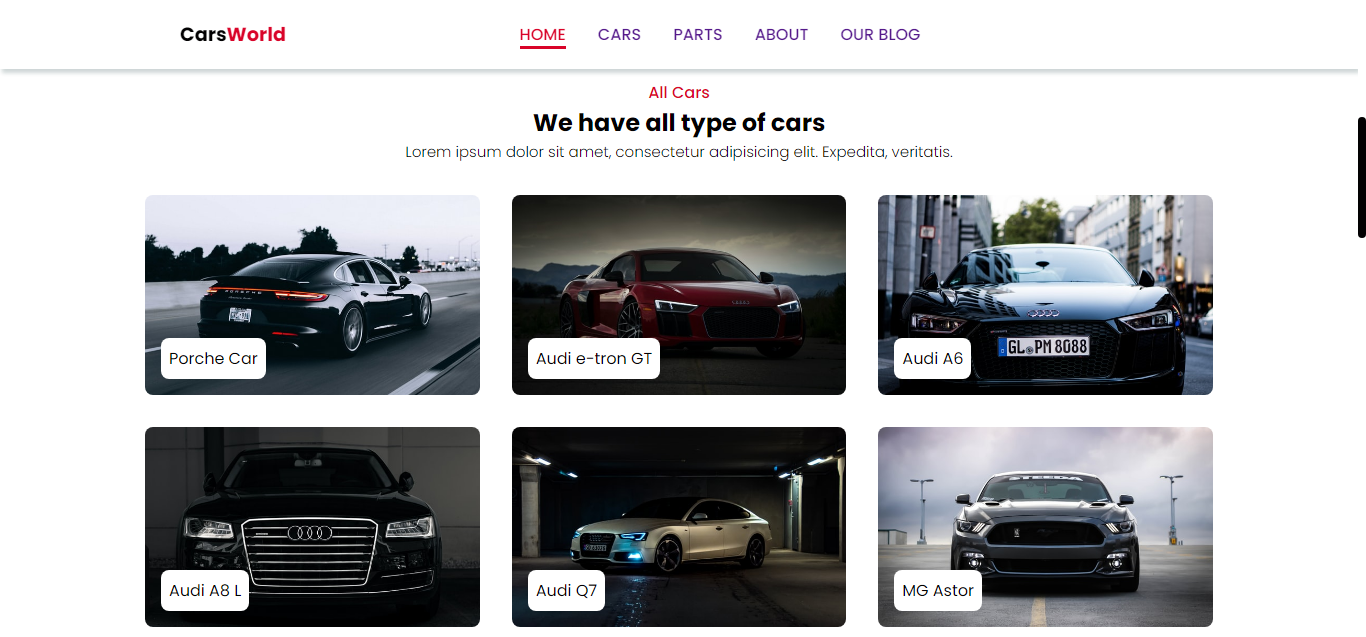 CarsWorld
HOME CARS PARTS ABOUT OUR BLOG
All Cars
We have all type of cars
Lorem ipsum dolor sit amet, consectetur adipisicing elit. Expedita, veritatis.
PORSCHE
Porche Car
Audi e-tron GT
GL PM 8088
Audi A6
Audi A8 L
Audi Q7
STEEDA
MG Astor